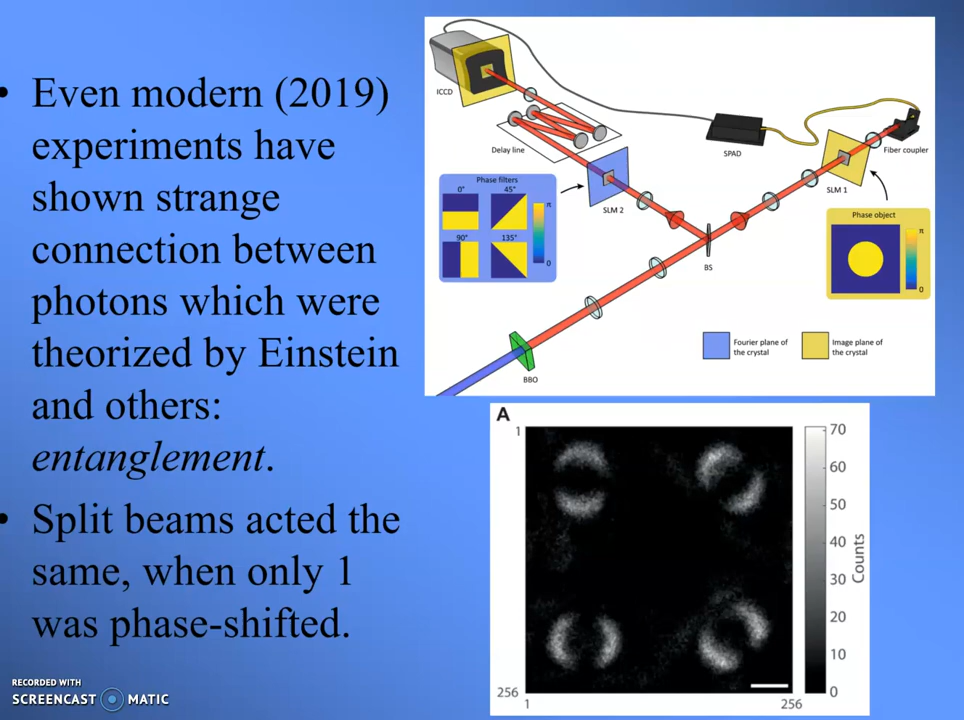 • Even modern (2019)
experiments have
shown strange
connection between
photons which were
theorized by Einstein
and others:
entanglement.
• Split beams acted the
same, when only 1
was phase-shifted.
ICCD
Delay line
SPAD
Fiber coupler
SLM 1
SLM 2
Phase filters
0° 45°
90° 135°
π
0
BS
Phase object
π
0
BBO
Fourier plane of
the crystal
Image plane of
the crystal
A
1
256
1
256
70
60
50
40
30
20
10
0
Counts
RECORDED WITH
SCREENCAST MATIC